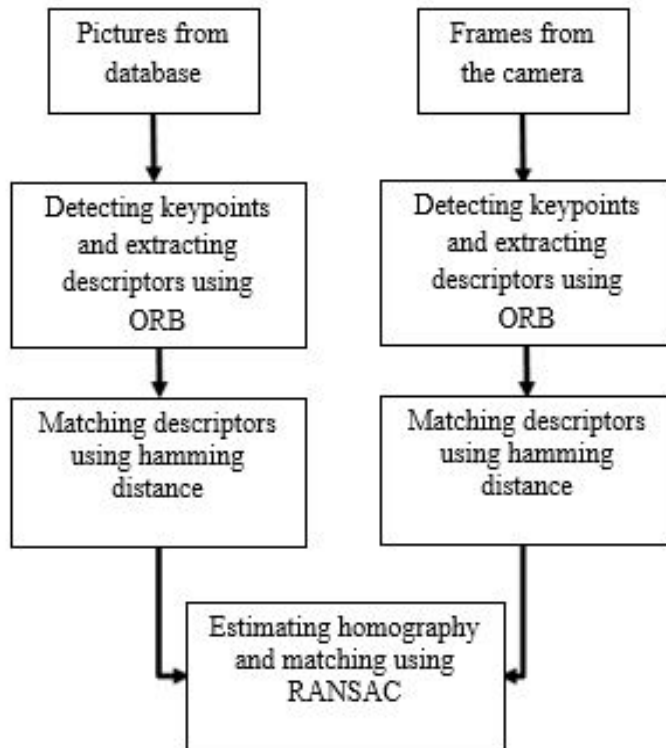 Pictures from
database
Frames from
the camera
Detecting keypoints
and extracting
descriptors using
ORB
Detecting keypoints
and extracting
descriptors using
ORB
Matching descriptors
using hamming
distance
Matching descriptors
using hamming
distance
Estimating homography
and matching using
RANSAC